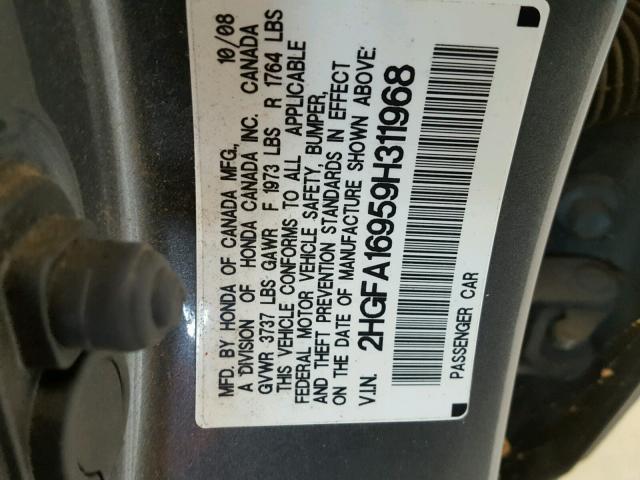 MFD. BY HONDA OF CANADA MFG., 10/08
A DIVISION OF HONDA CANADA INC. CANADA
GVWR 3737 LBS GAWR F 1973 LBS R 1764 LBS
THIS VEHICLE CONFORMS TO ALL APPLICABLE
FEDERAL MOTOR VEHICLE SAFETY, BUMPER,
AND THEFT PREVENTION STANDARDS IN EFFECT
ON THE DATE OF MANUFACTURE SHOWN ABOVE.
V.I.N. 2HGFA16959H311968
PASSENGER CAR